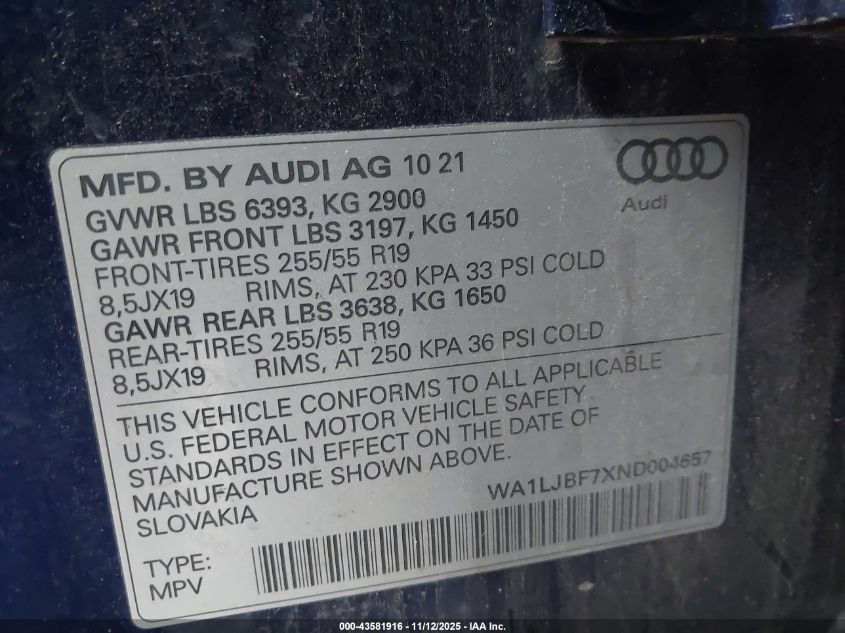 MFD. BY AUDI AG 10 21
GVWR LBS 6393, KG 2900
GAWR FRONT LBS 3197, KG 1450
FRONT-TIRES 255/55 R19
8,5JX19 RIMS, AT 230 KPA 33 PSI COLD
GAWR REAR LBS 3638, KG 1650
REAR-TIRES 255/55 R19
8,5JX19 RIMS, AT 250 KPA 36 PSI COLD
Audi
THIS VEHICLE CONFORMS TO ALL APPLICABLE
U.S. FEDERAL MOTOR VEHICLE SAFETY
STANDARDS IN EFFECT ON THE DATE OF
MANUFACTURE SHOWN ABOVE.
SLOVAKIA
WA1LJBF7XND004657
TYPE:
MPV
000-43581916 - 11/12/2025 - IAA Inc.